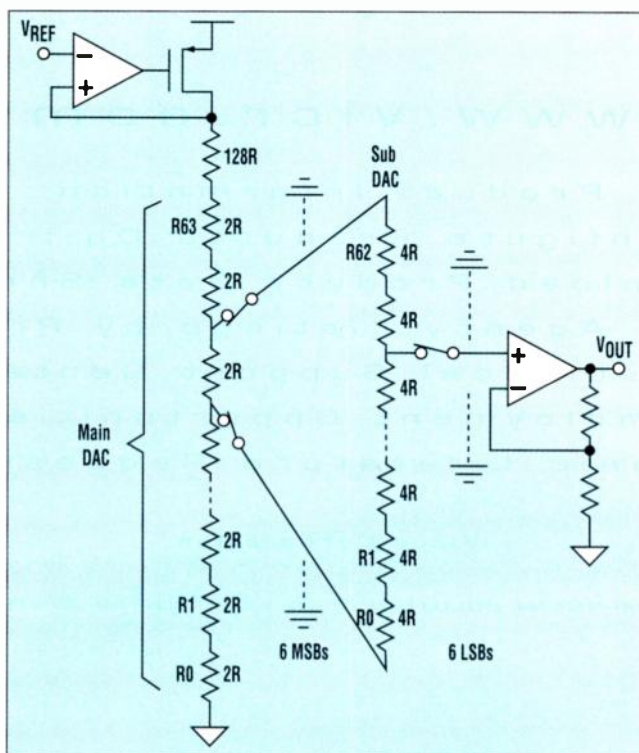 VREF
−
+
128R
R63
2R
2R
2R
2R
R1
2R
R0
2R
Main
DAC
6 MSBs
Sub
DAC
R62
4R
4R
4R
4R
R1
4R
R0
4R
6 LSBs
+
−
VOUT